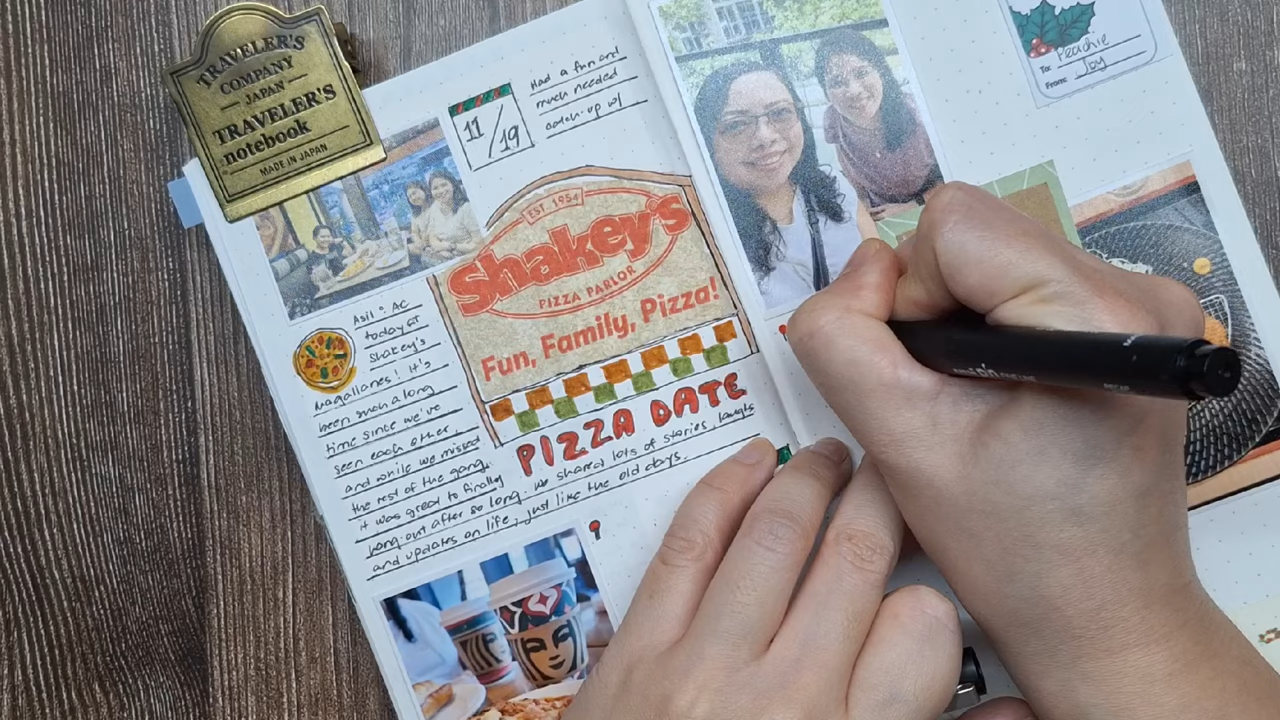 TRAVELER'S
COMPANY
JAPAN
TRAVELER'S
notebook
MADE IN JAPAN
11/19
Had a fun and
much needed
catch-up w/
EST. 1954
Shakey's
PIZZA PARLOR
Fun, Family, Pizza!
PIZZA DATE
AC
today at
Shakey's
Magallanes! It's
been such a long
time since we've
seen each other,
and while we missed
the rest of the gang,
it was great to finally
hang-out after so long. We shared lots of stories, laughs
and updates on life, just like the old days.
To: Peachie
From: Joy